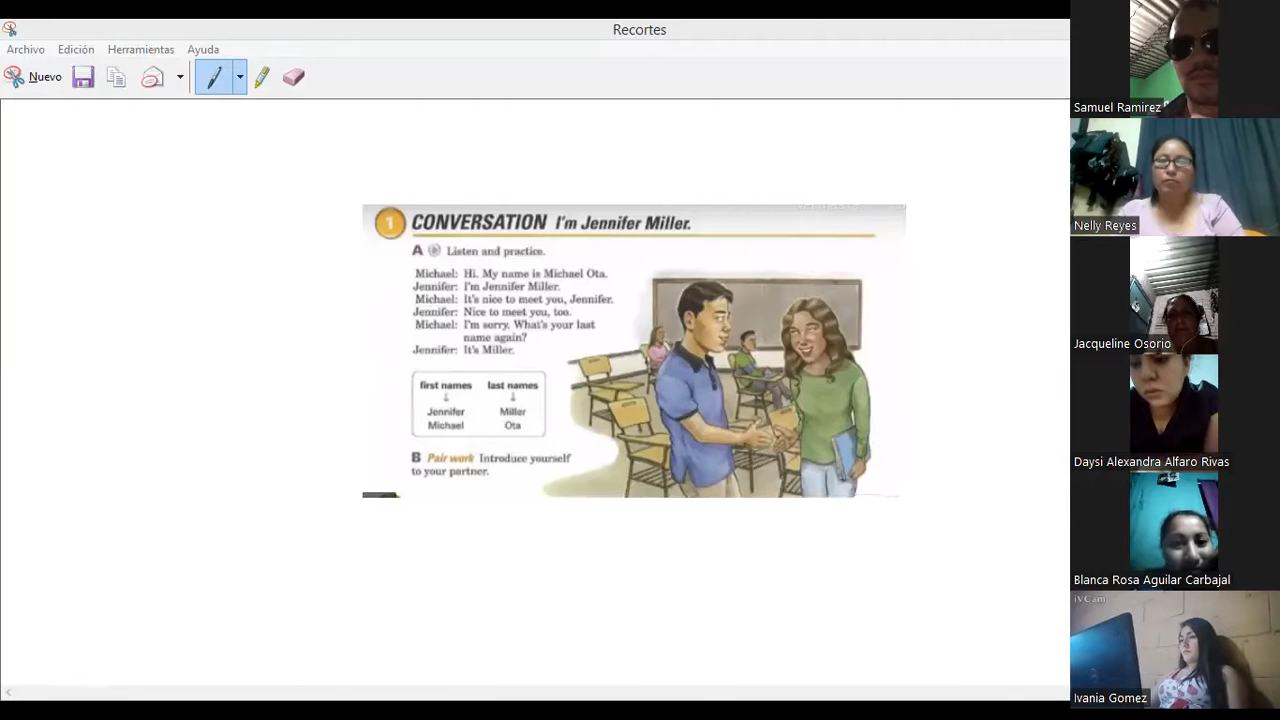 Recortes
Archivo Edición Herramientas Ayuda
Nuevo
1 CONVERSATION I'm Jennifer Miller.
A Listen and practice.
Michael: Hi. My name is Michael Ota.
Jennifer: I'm Jennifer Miller.
Michael: It's nice to meet you, Jennifer.
Jennifer: Nice to meet you, too.
Michael: I'm sorry. What's your last
name again?
Jennifer: It's Miller.
first names last names
Jennifer Miller
Michael Ota
B Pair work Introduce yourself
to your partner.
Samuel Ramirez
Nelly Reyes
Jacqueline Osorio
Daysi Alexandra Alfaro Rivas
Blanca Rosa Aguilar Carbajal
iVCam
Ivania Gomez